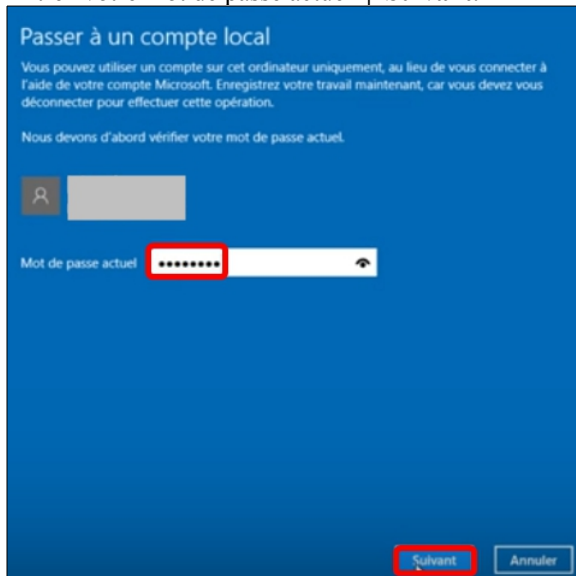 Passer à un compte local
Vous pouvez utiliser un compte sur cet ordinateur uniquement, au lieu de vous connecter à
l'aide de votre compte Microsoft. Enregistrez votre travail maintenant, car vous devez vous
déconnecter pour effectuer cette opération.
Nous devons d'abord vérifier votre mot de passe actuel.
Mot de passe actuel ••••••••
Suivant Annuler